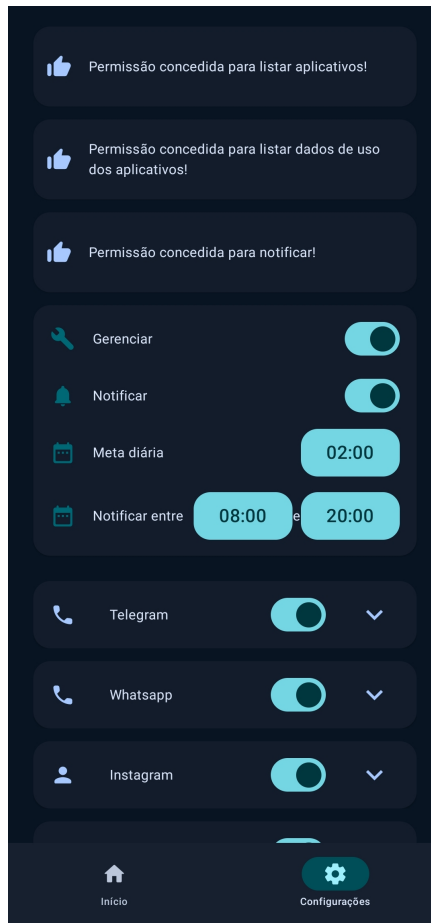 Permissão concedida para listar aplicativos!
Permissão concedida para listar dados de uso
dos aplicativos!
Permissão concedida para notificar!
Gerenciar
Notificar
Meta diária 02:00
Notificar entre 08:00 e 20:00
Telegram
Whatsapp
Instagram
Início Configurações